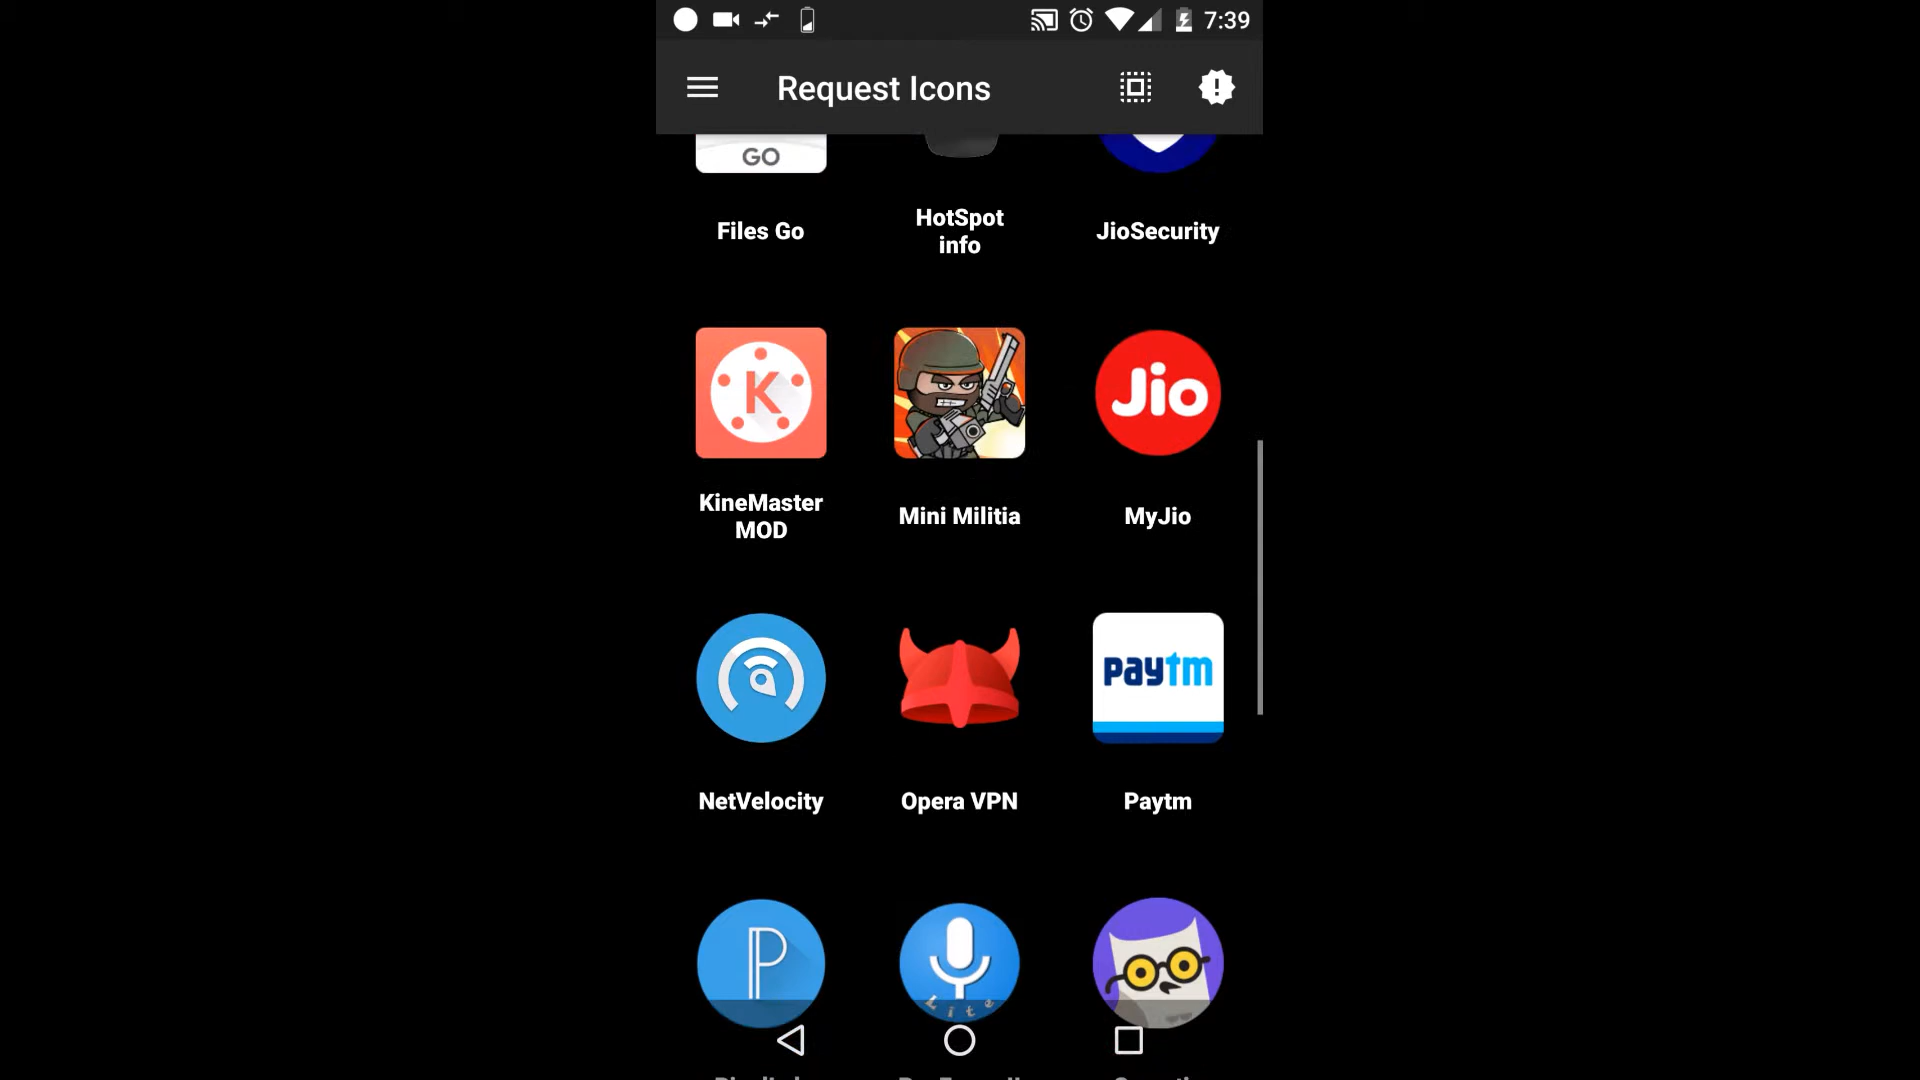 7:39
Request Icons
GO
Files Go
HotSpot
info
JioSecurity
K
Jio
KineMaster
MOD
Mini Militia
MyJio
paytm
NetVelocity
Opera VPN
Paytm
P
Lite